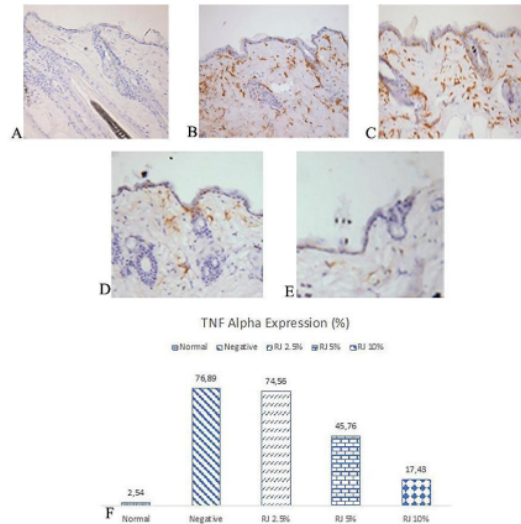 A
B
C
D
E
TNF Alpha Expression (%)
Normal Negative RJ 2.5% RJ 5% RJ 10%
2,54
76,89
74,56
45,76
17,43
F
Normal Negative RJ 2.5% RJ 5% RJ 10%